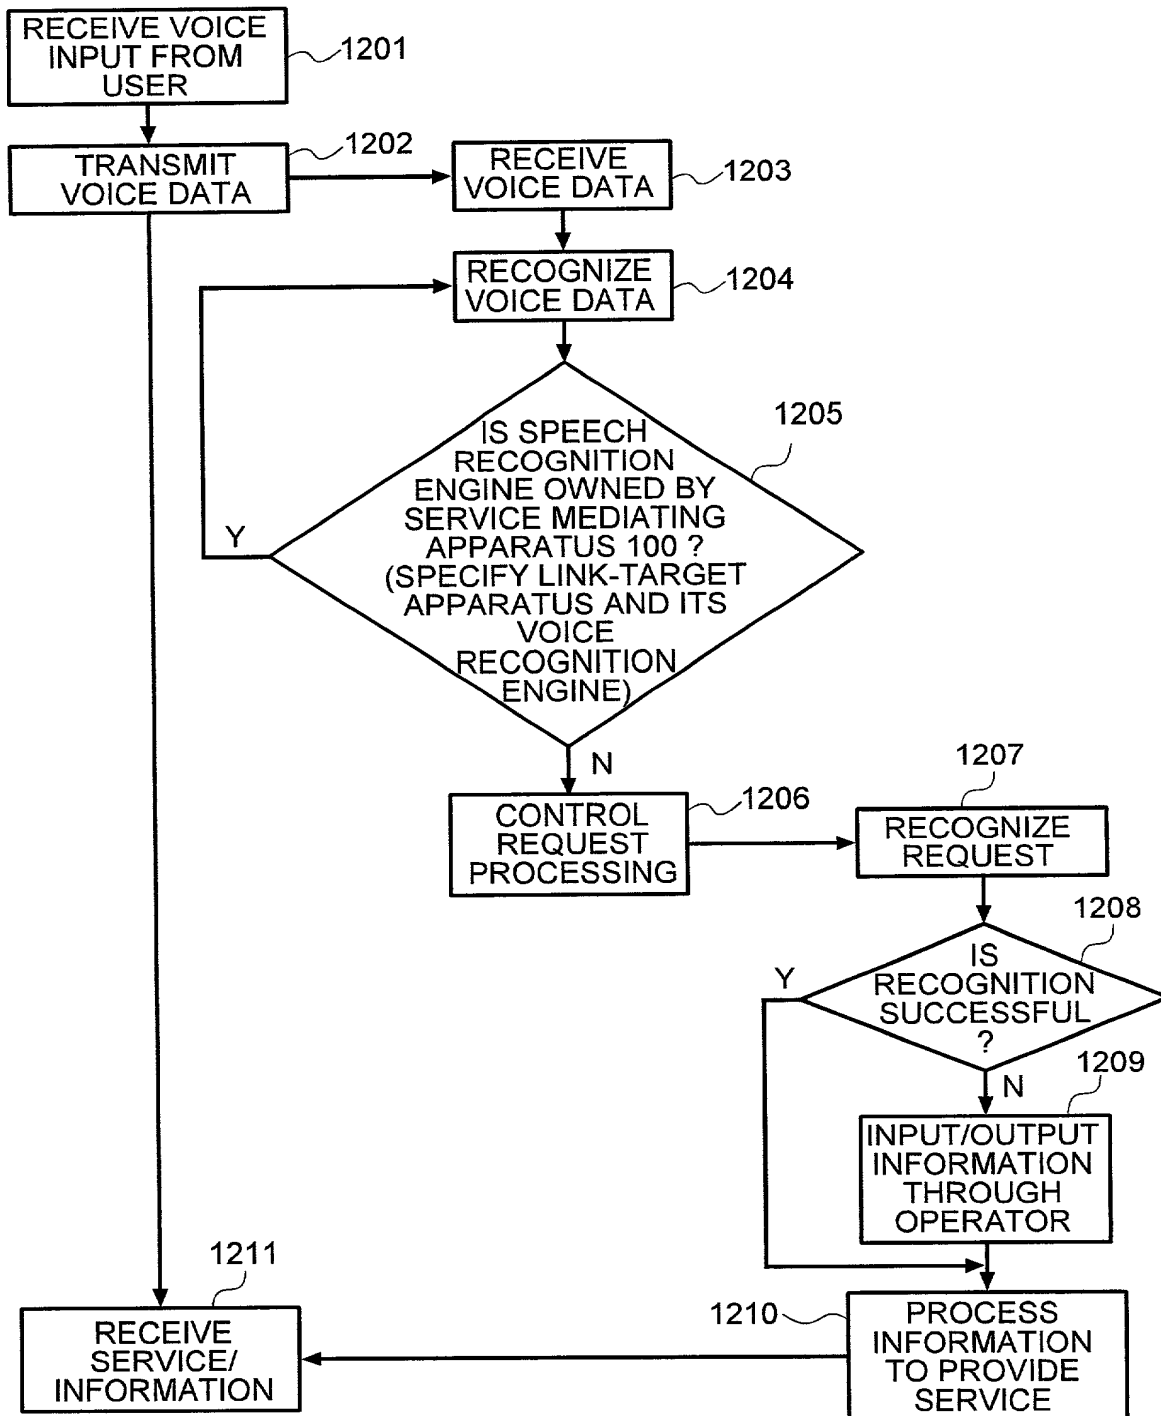 RECEIVE VOICE
INPUT FROM
USER
1201
TRANSMIT
VOICE DATA
1202
RECEIVE
VOICE DATA
1203
RECOGNIZE
VOICE DATA
1204
IS SPEECH
RECOGNITION
ENGINE OWNED BY
SERVICE MEDIATING
APPARATUS 100 ?
(SPECIFY LINK-TARGET
APPARATUS AND ITS
VOICE
RECOGNITION
ENGINE)
1205
Y
N
CONTROL
REQUEST
PROCESSING
1206
1207
RECOGNIZE
REQUEST
1208
IS
RECOGNITION
SUCCESSFUL
?
Y
N
1209
INPUT/OUTPUT
INFORMATION
THROUGH
OPERATOR
1210
PROCESS
INFORMATION
TO PROVIDE
SERVICE
1211
RECEIVE
SERVICE/
INFORMATION